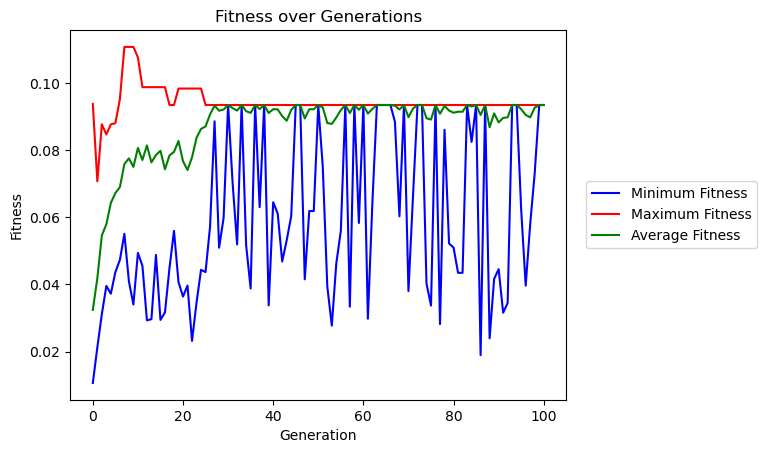 Fitness over Generations
Fitness
0.10
0.08
0.06
0.04
0.02
0
20
40
60
80
100
Generation
Minimum Fitness
Maximum Fitness
Average Fitness